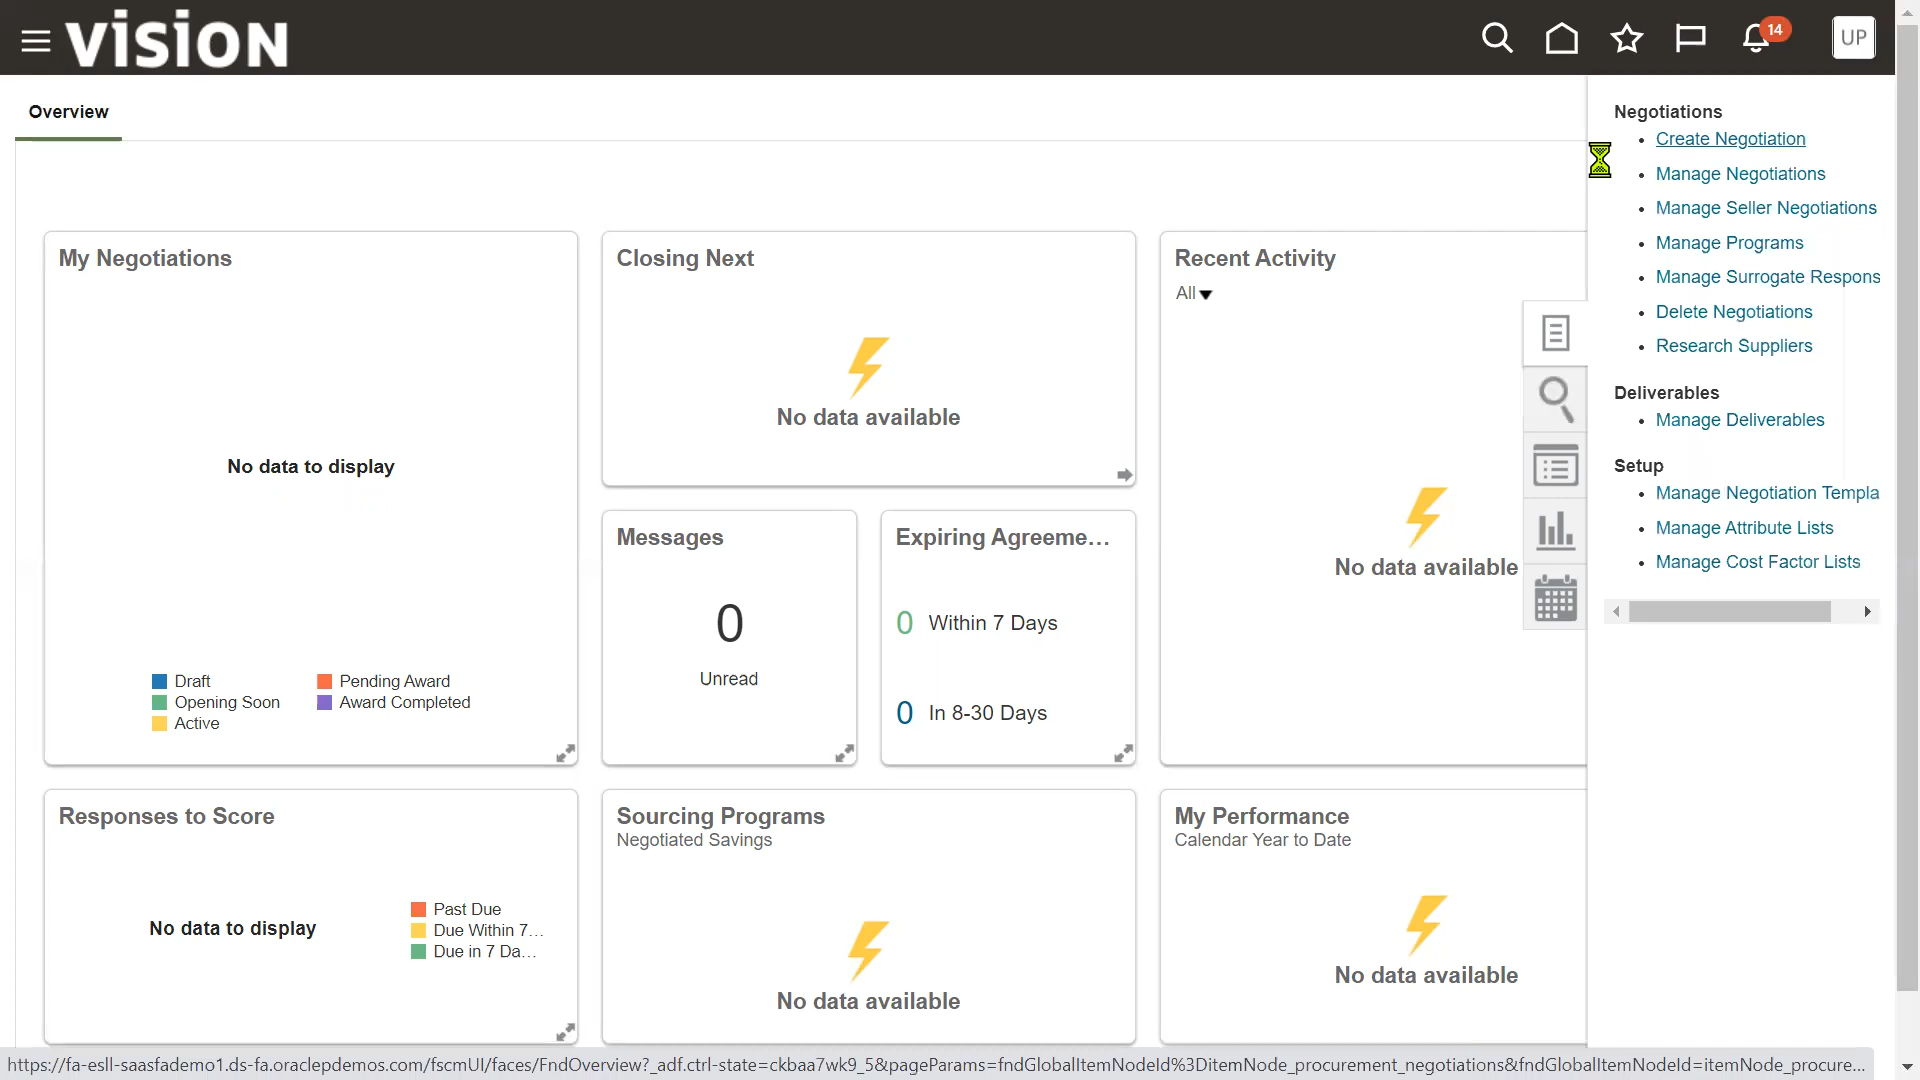 vision
14
UP
Overview
Negotiations
Create Negotiation
Manage Negotiations
Manage Seller Negotiations
Manage Programs
Manage Surrogate Respons
Delete Negotiations
Research Suppliers
Deliverables
Manage Deliverables
Setup
Manage Negotiation Templa
Manage Attribute Lists
Manage Cost Factor Lists
My Negotiations
No data to display
Draft
Pending Award
Opening Soon
Award Completed
Active
Closing Next
No data available
Recent Activity
All
No data available
Messages
0
Unread
Expiring Agreeme...
0 Within 7 Days
0 In 8-30 Days
Responses to Score
No data to display
Past Due
Due Within 7...
Due in 7 Da...
Sourcing Programs
Negotiated Savings
No data available
My Performance
Calendar Year to Date
No data available
https://fa-esll-saasfademo1.ds-fa.oraclepdemos.com/fscmUI/faces/FndOverview?_adf.ctrl-state=ckbaa7wk9_5&pageParams=fndGlobalItemNodeId%3DitemNode_procurement_negotiations&fndGlobalItemNodeId=itemNode_procure...